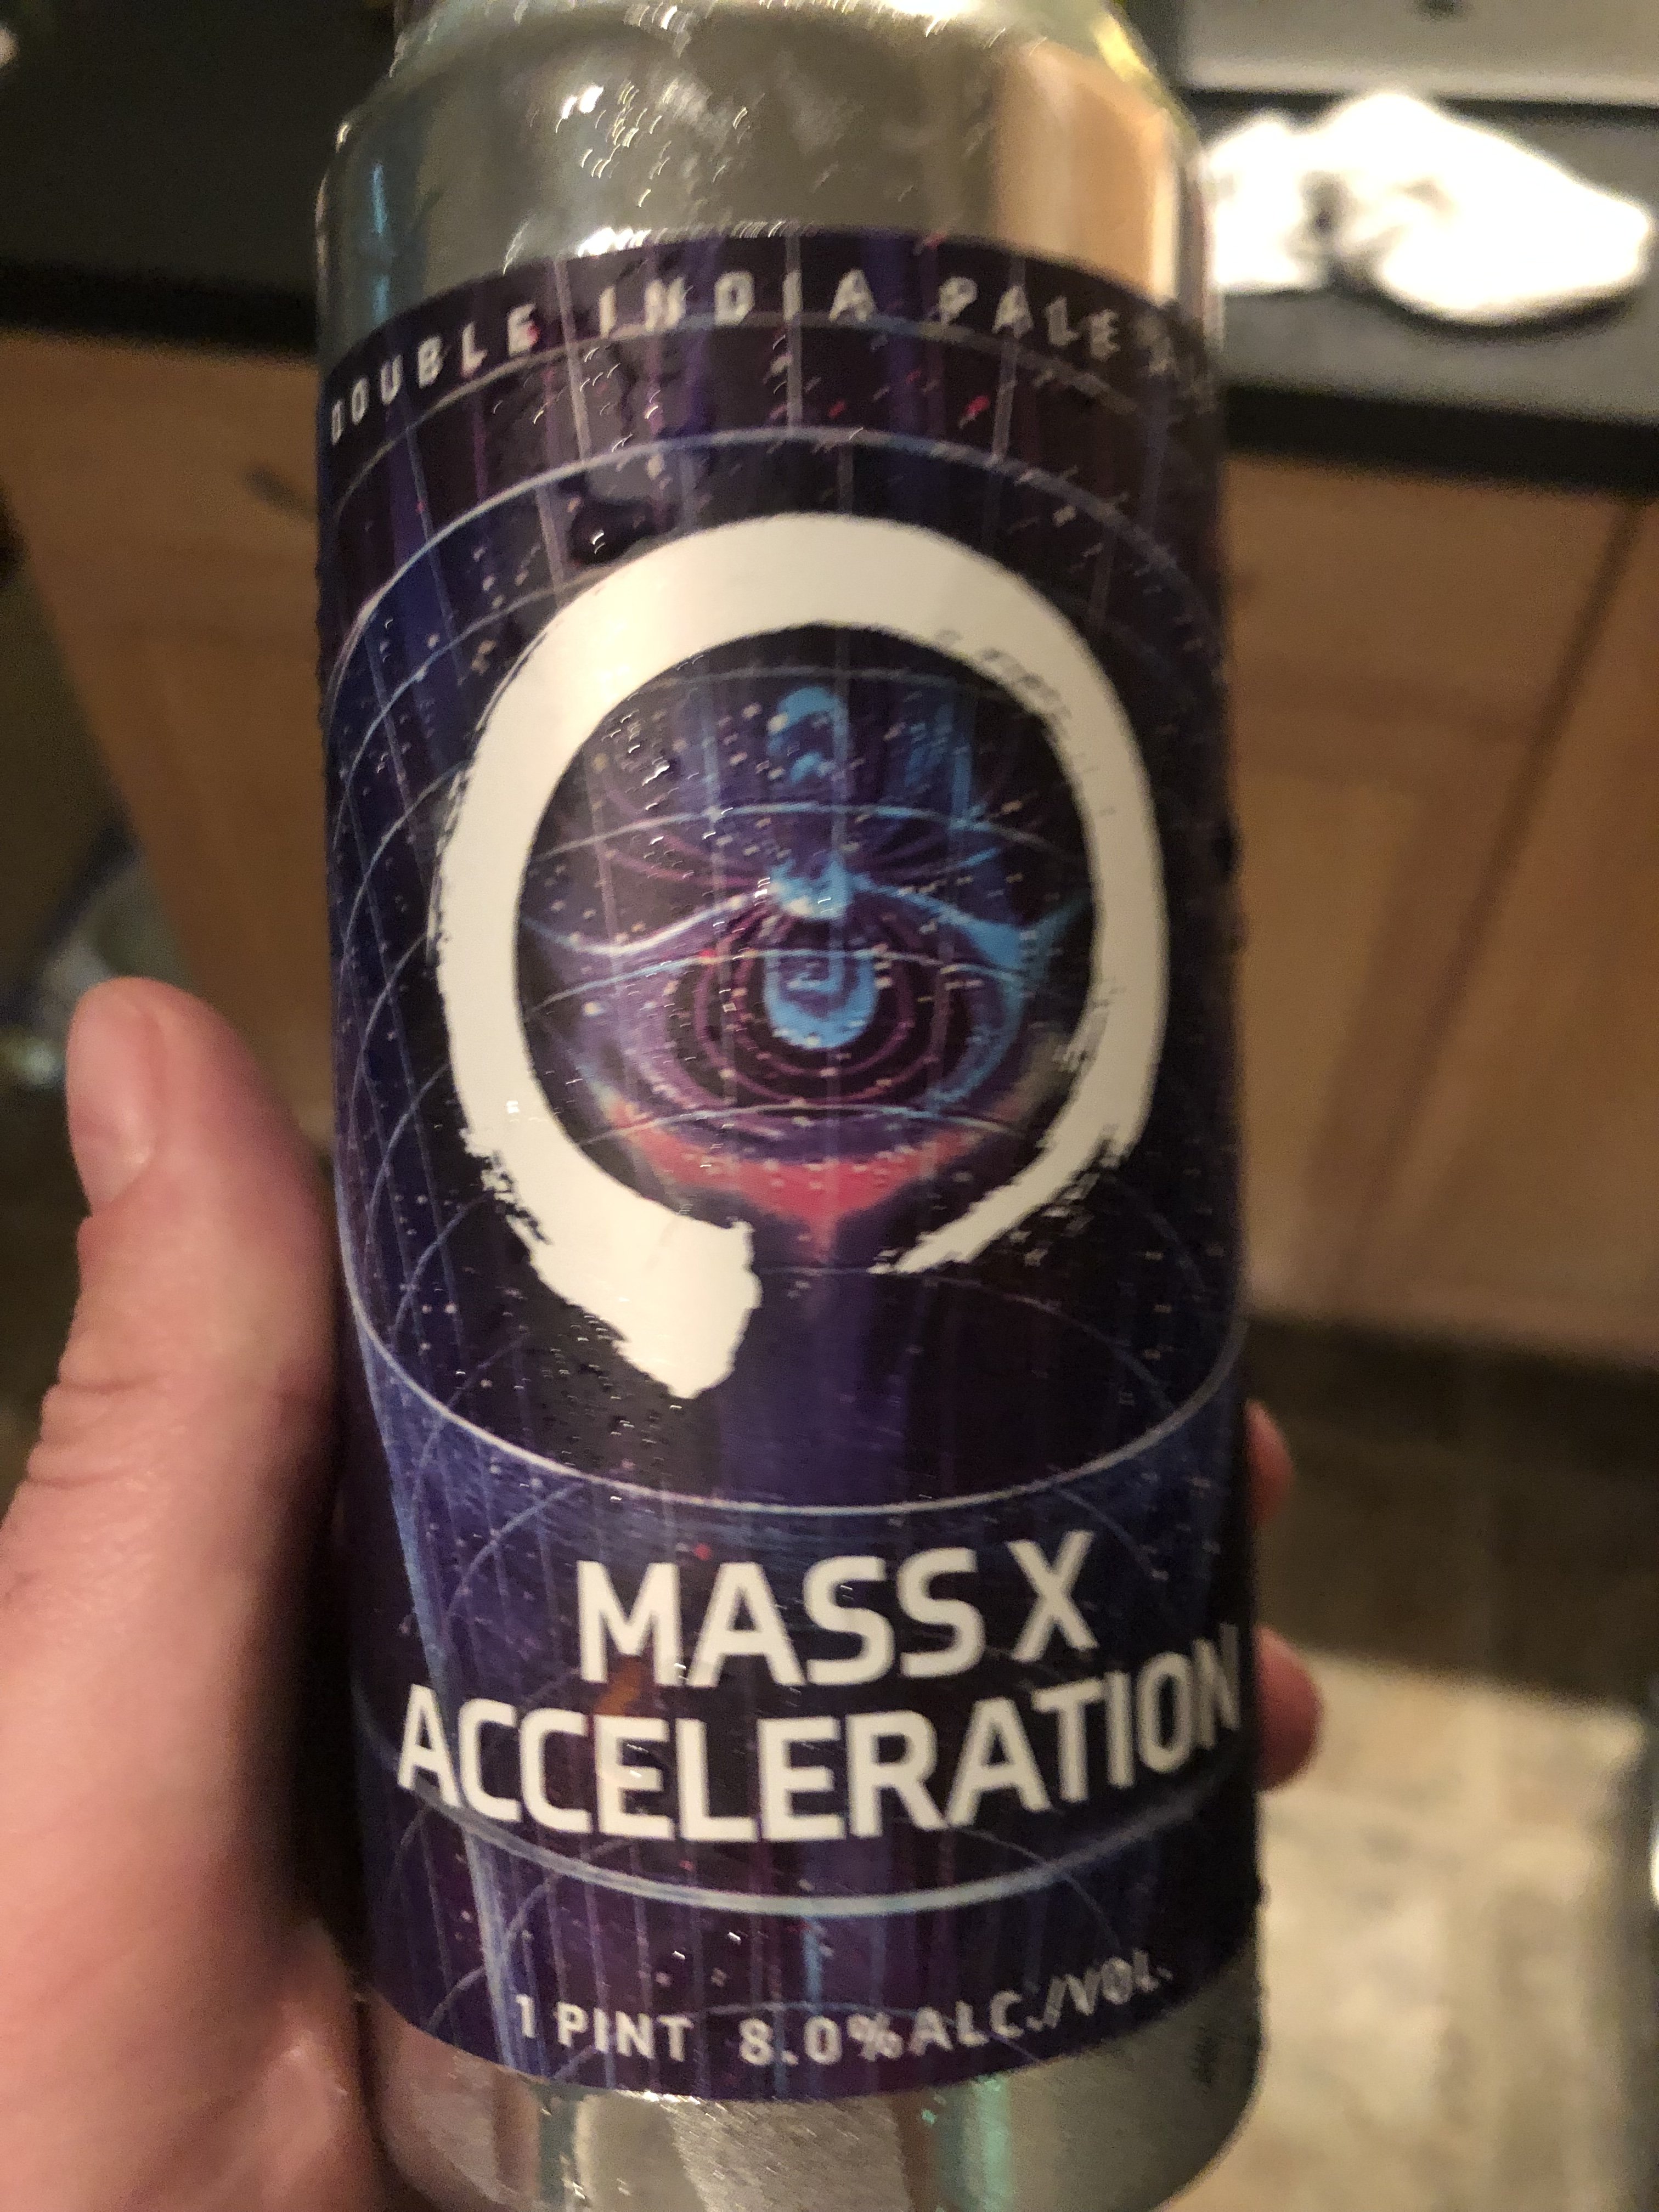 DOUBLE INDIA PALE
MASS X
ACCELERATION
1 PINT 8.0%ALC./VOL.